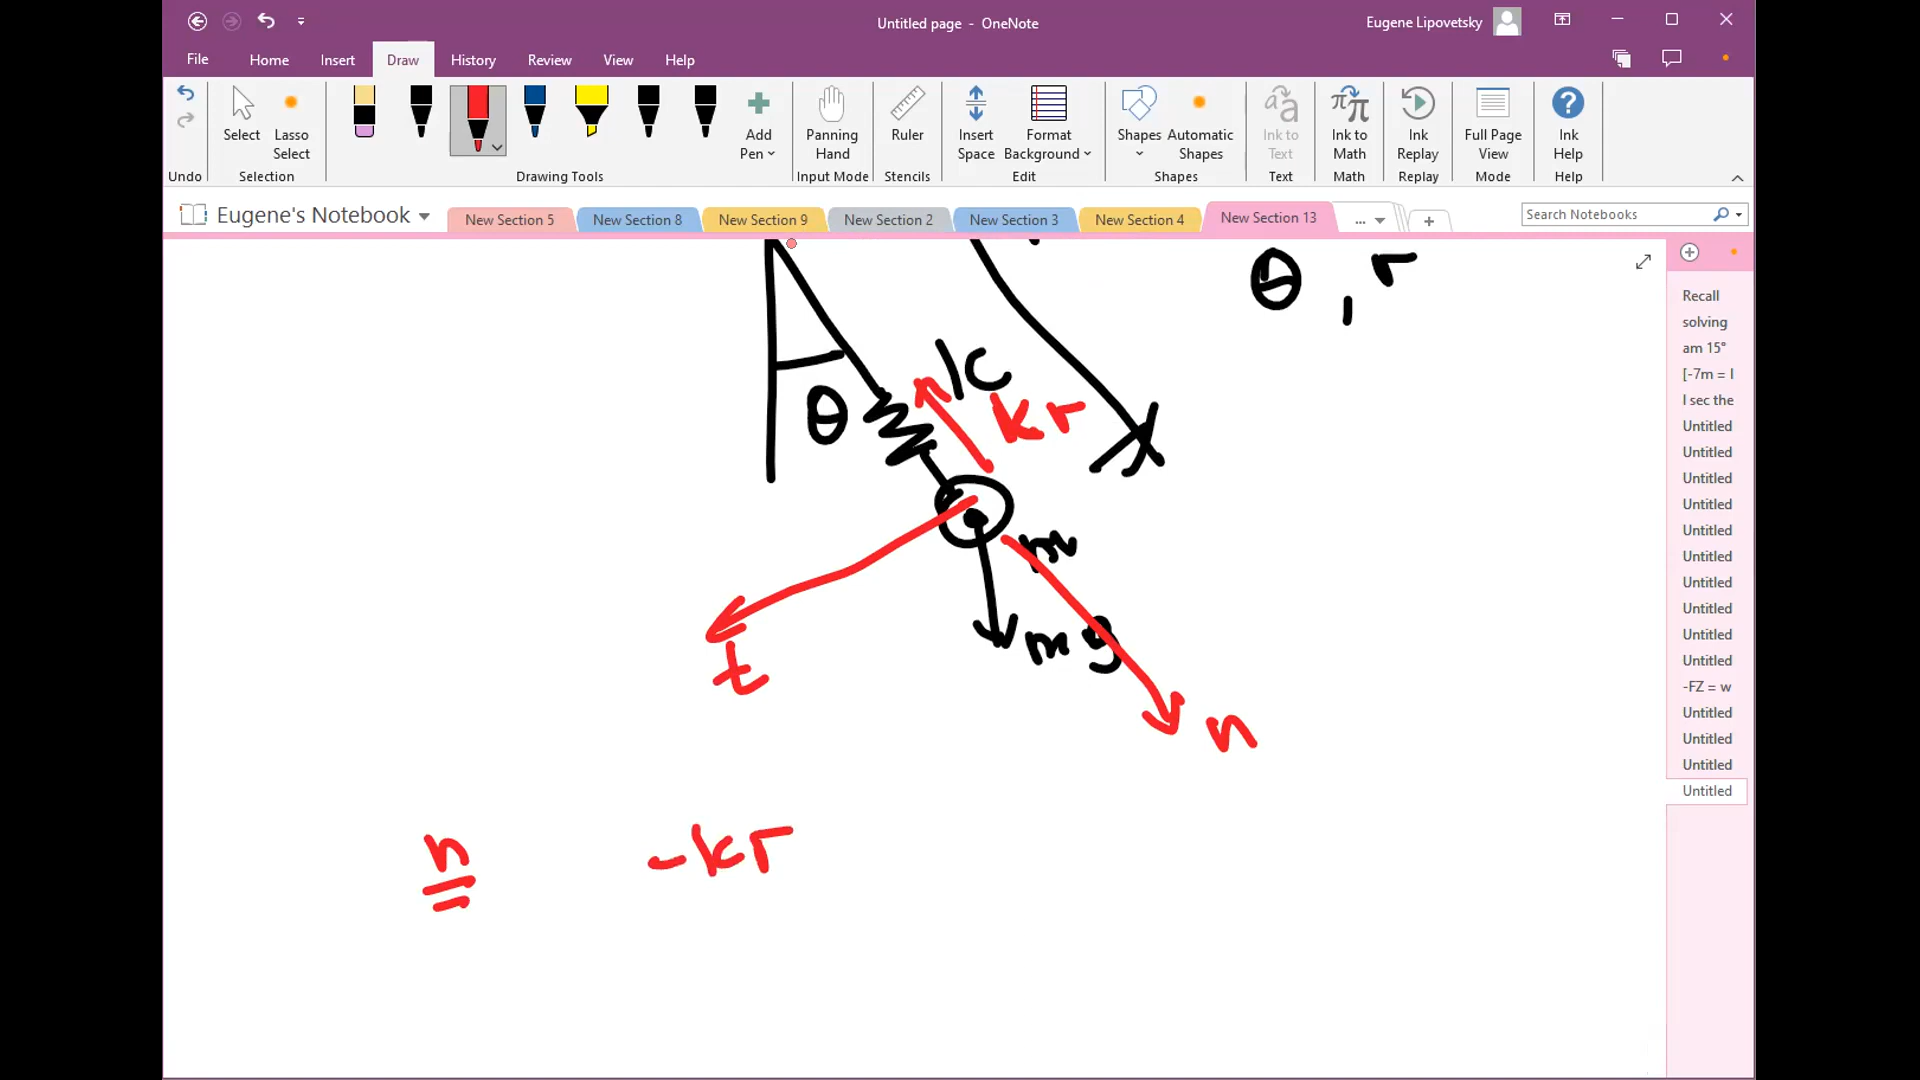 Untitled page - OneNote
Eugene Lipovetsky
File Home Insert Draw History Review View Help
Select Lasso Select Add Pen Panning Hand Ruler Insert Space Format Background Shapes Automatic Shapes Ink to Text Ink to Math Ink Replay Full Page View Ink Help
Undo Selection Drawing Tools Input Mode Stencils Edit Shapes Text Math Replay Mode Help
Eugene's Notebook New Section 5 New Section 8 New Section 9 New Section 2 New Section 3 New Section 4 New Section 13 ... Search Notebooks
Recall
solving
am 15°
[-7m = I
I sec the
Untitled
Untitled
Untitled
Untitled
Untitled
Untitled
Untitled
Untitled
Untitled
Untitled
-FZ = w
Untitled
Untitled
Untitled
Untitled
θ , r
k
kr
θ
m
mg
t
n
n -kr